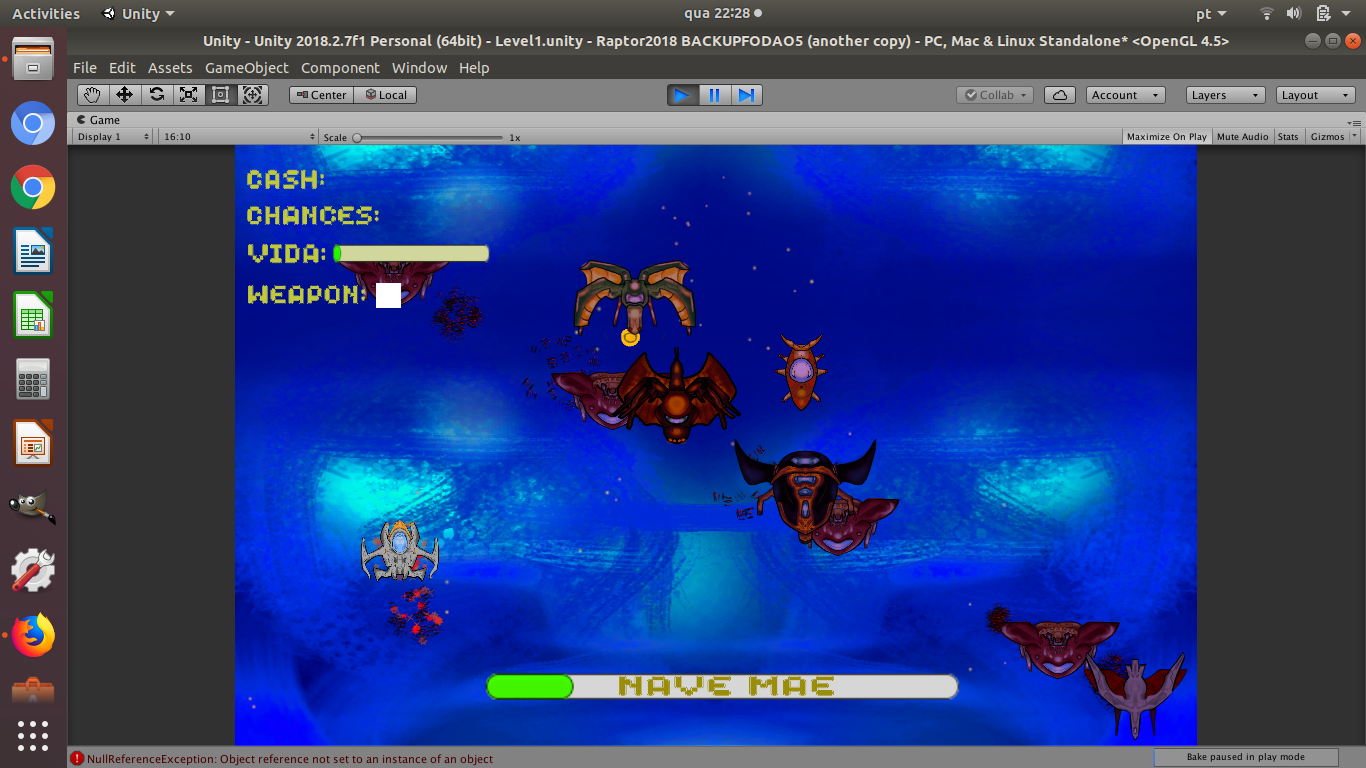 Activities Unity qua 22:28 pt
Unity - Unity 2018.2.7f1 Personal (64bit) - Level1.unity - Raptor2018 BACKUPFODAO5 (another copy) - PC, Mac & Linux Standalone* <OpenGL 4.5>
File Edit Assets GameObject Component Window Help
Center Local Collab Account Layers Layout
Game
Display 1 16:10 Scale 1x Maximize On Play Mute Audio Stats Gizmos
CASH:
CHANCES:
VIDA:
WEAPON:
NAVE MAE
NullReferenceException: Object reference not set to an instance of an object
Bake paused in play mode